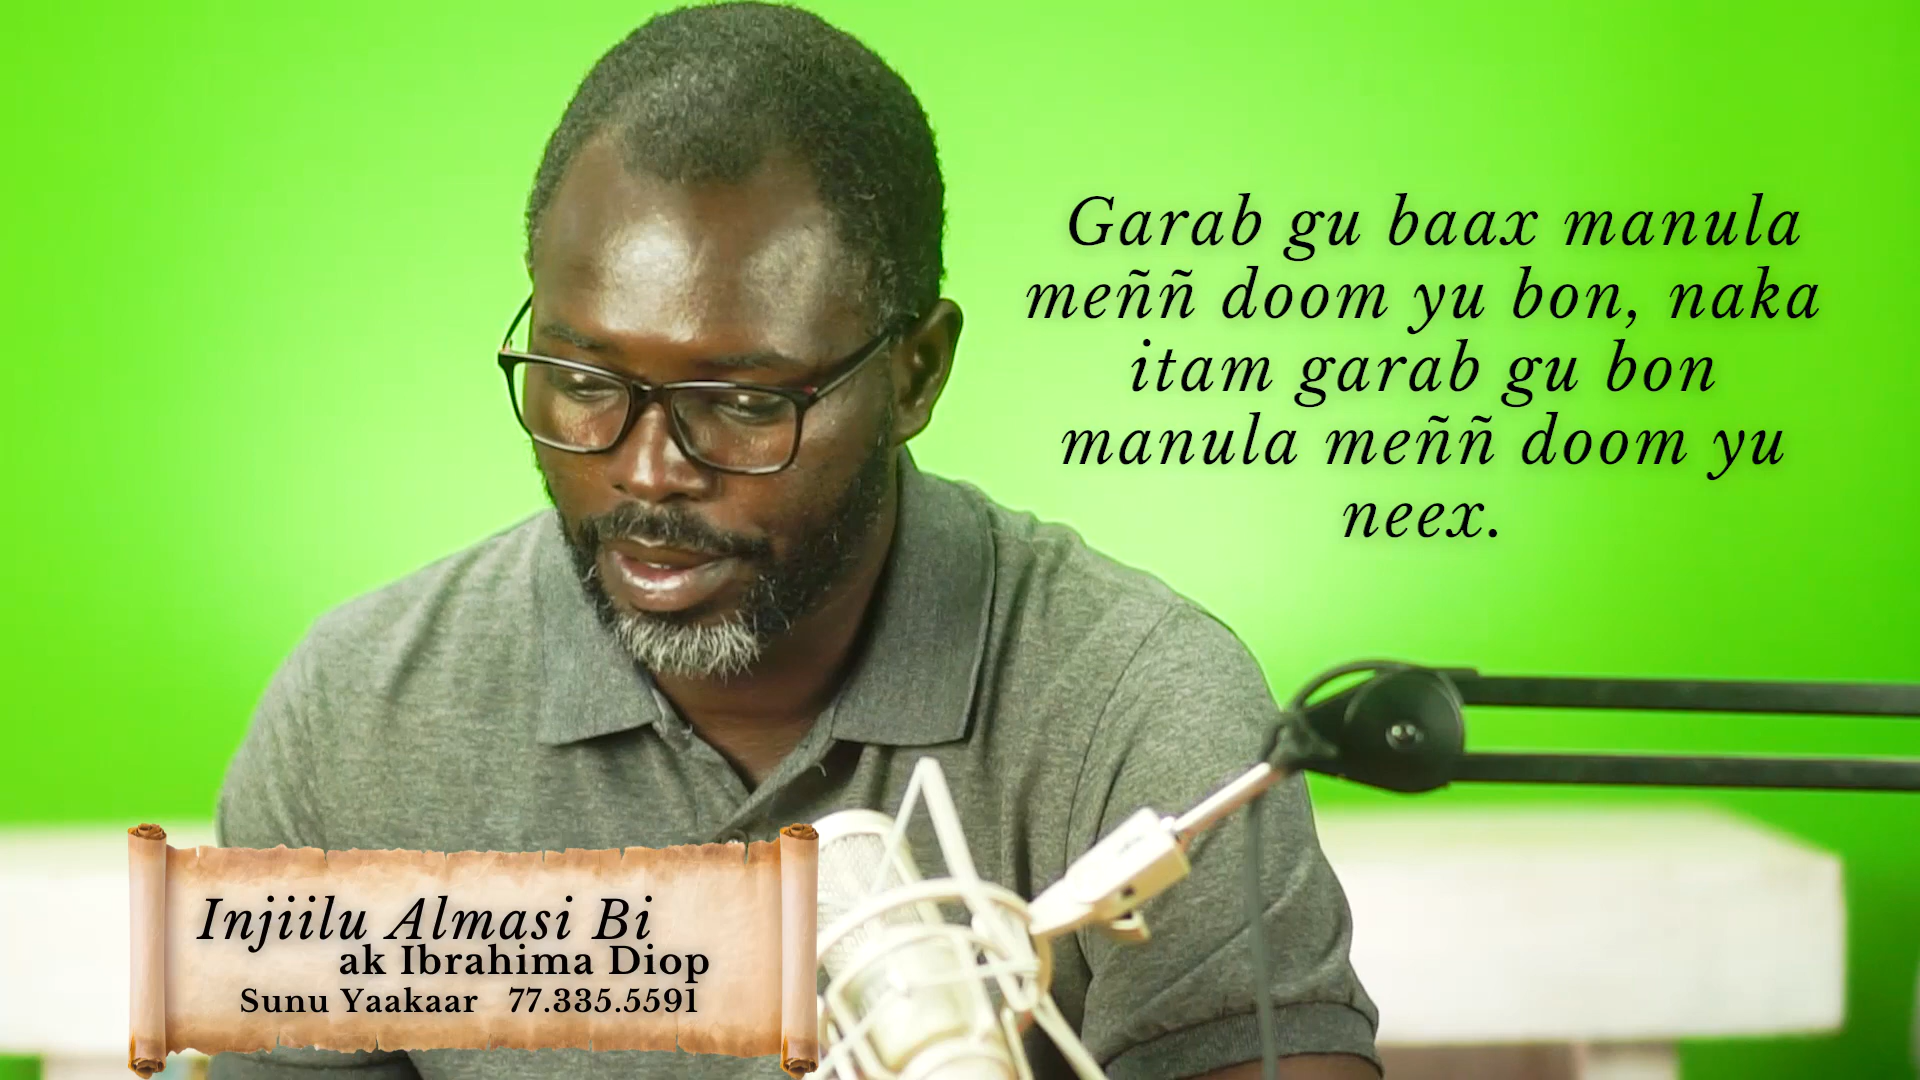 Garab gu baax manula
meññ doom yu bon, naka
itam garab gu bon
manula meññ doom yu
neex.
Injiilu Almasi Bi
ak Ibrahima Diop
Sunu Yaakaar 77.335.5591